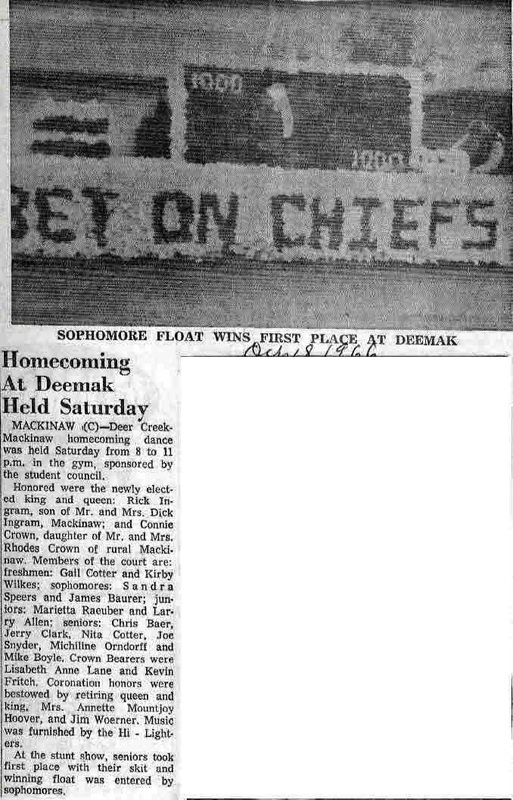 1000
1000
BET ON CHIEFS
SOPHOMORE FLOAT WINS FIRST PLACE AT DEEMAK
Oct 8 1966
Homecoming
At Deemak
Held Saturday
MACKINAW (C)—Deer Creek-
Mackinaw homecoming dance
was held Saturday from 8 to 11
p.m. in the gym, sponsored by
the student council.
Honored were the newly elect-
ed king and queen: Rick In-
gram, son of Mr. and Mrs. Dick
Ingram, Mackinaw; and Connie
Crown, daughter of Mr. and Mrs.
Rhodes Crown of rural Macki-
naw. Members of the court are:
freshmen: Gail Cotter and Kirby
Wilkes; sophomores: Sandra
Speers and James Baurer; jun-
iors: Marietta Raeuber and Lar-
ry Allen; seniors: Chris Baer,
Jerry Clark, Nita Cotter, Joe
Snyder, Michiline Orndorff and
Mike Boyle. Crown Bearers were
Lisabeth Anne Lane and Kevin
Fritch. Coronation honors were
bestowed by retiring queen and
king, Mrs. Annette Mountjoy
Hoover, and Jim Woerner. Music
was furnished by the Hi - Light-
ers.
At the stunt show, seniors took
first place with their skit and
winning float was entered by
sophomores.